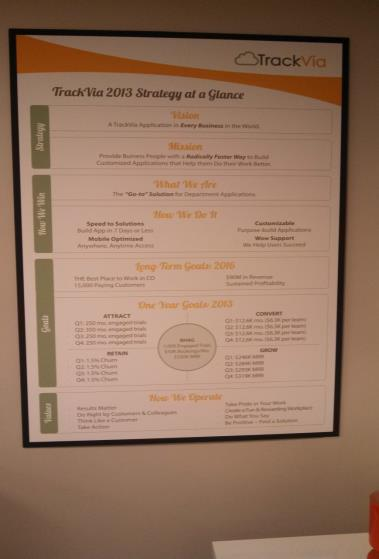 TrackVia
TrackVia 2013 Strategy at a Glance
Strategy
Vision
A TrackVia Application in Every Business in the World.
Mission
Provide Business People with a Radically Faster Way to Build
Customized Applications that Help them Do their Work Better.
How We Win
What We Are
The "Go-to" Solution for Department Applications.
How We Do It
Speed to Solutions
Build App in 7 Days or Less
Mobile Optimized
Anywhere, Anytime Access
Customizable
Purpose-build Applications
Wow Support
We Help Users Succeed
Goals
Long Term Goals: 2016
THE Best Place to Work in CO
15,000 Paying Customers
in Revenue
Sustained Profitability
One Year Goals: 2013
ATTRACT
Q1: 250 mo. engaged trials
Q2: 300 mo. engaged trials
Q3: 250 mo. engaged trials
Q4: 250 mo. engaged trials
CONVERT
Q1: $12.6K mo. ($6.3K per team)
Q2: $12.6K mo. ($6.3K per team)
Q3: $12.6K mo. ($6.3K per team)
Q4: $12.6K mo. ($6.3K per team)
BHAG
Engaged Trials
RETAIN
Q1: 1.5% Churn
Q2: 1.5% Churn
Q3: 1.5% Churn
Q4: 1.5% Churn
GROW
Q1: MRR
Q2: MRR
Q3: MRR
Q4: MRR
Values
How We Operate
Results Matter
Do Right by Customers & Colleagues
Think Like a Customer
Take Action
Take Pride in Your Work
Create a Fun & Rewarding Workplace
Do What You Say
Be Positive – Find a Solution